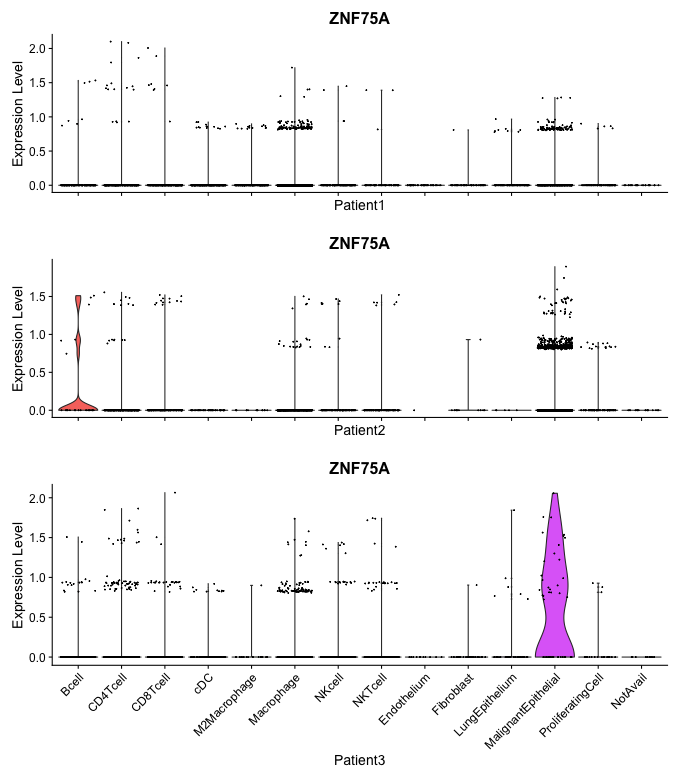 ZNF75A
Expression Level
2.0
1.5
1.0
0.5
0.0
Patient1
ZNF75A
Expression Level
1.5
1.0
0.5
0.0
Patient2
ZNF75A
Expression Level
2.0
1.5
1.0
0.5
0.0
Bcell
CD4Tcell
CD8Tcell
cDC
M2Macrophage
Macrophage
NKcell
NKTcell
Endothelium
Fibroblast
LungEpithelium
MalignantEpithelial
ProliferatingCell
NotAvail
Patient3